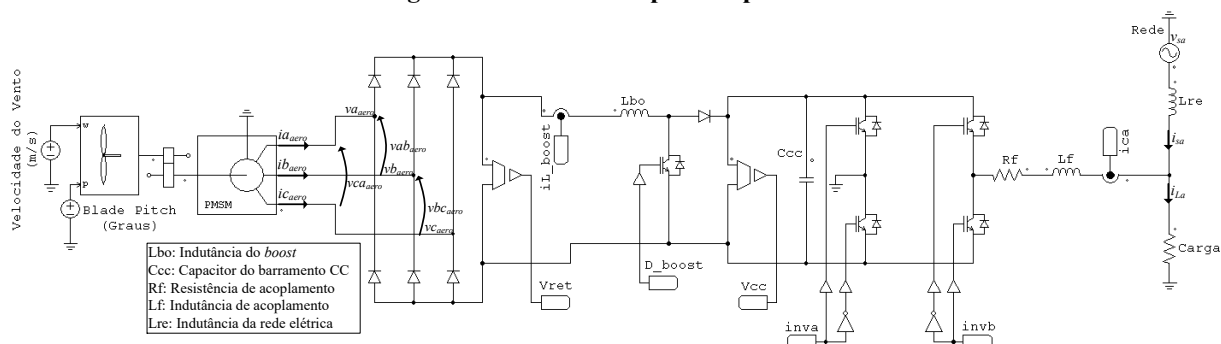 Velocidade do Vento
(m/s)
w
P
Blade Pitch
(Graus)
PMSM
ia_aero
ib_aero
ic_aero
va_aero
vab_aero
vb_aero
vca_aero
vbc_aero
vc_aero
iL_boost
Vret
Lbo
D_boost
Ccc
Vcc
inva
invb
Rf
Lf
ica
Rede
v_sa
Lre
i_sa
i_La
Carga
Lbo: Indutância do boost
Ccc: Capacitor do barramento CC
Rf: Resistência de acoplamento
Lf: Indutância de acoplamento
Lre: Indutância da rede elétrica